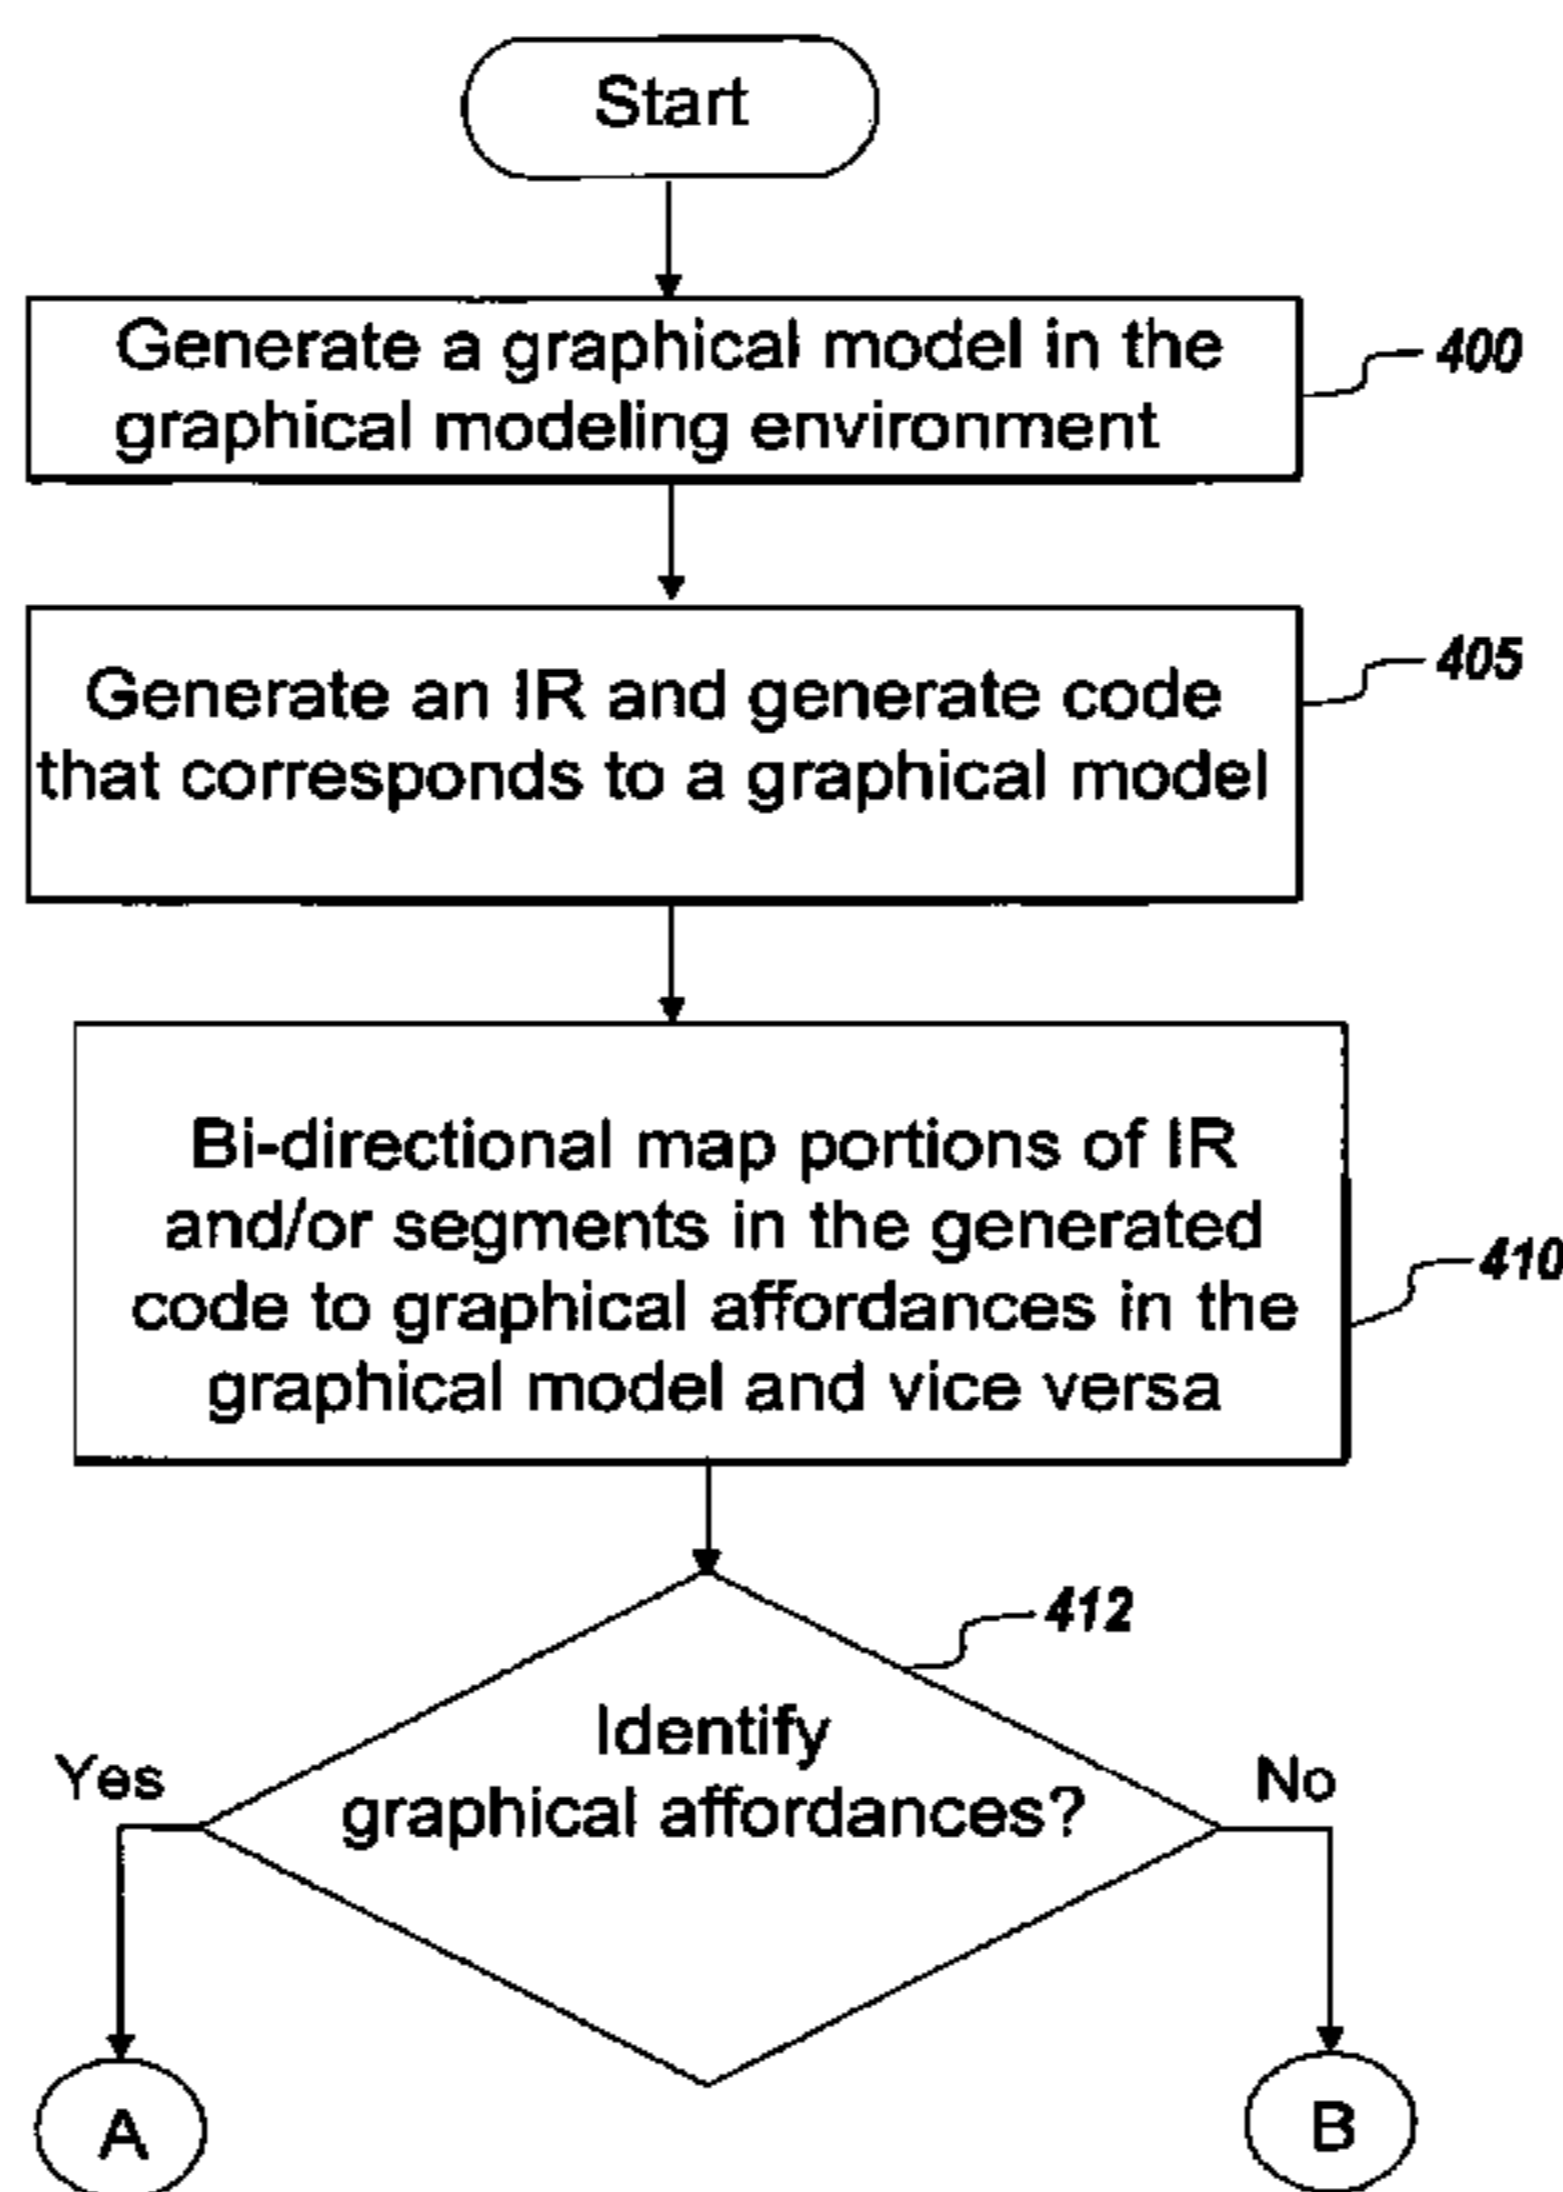 Start
Generate a graphical model in the
graphical modeling environment
400
Generate an IR and generate code
that corresponds to a graphical model
405
Bi-directional map portions of IR
and/or segments in the generated
code to graphical affordances in the
graphical model and vice versa
410
412
Identify
graphical affordances?
Yes
No
A
B